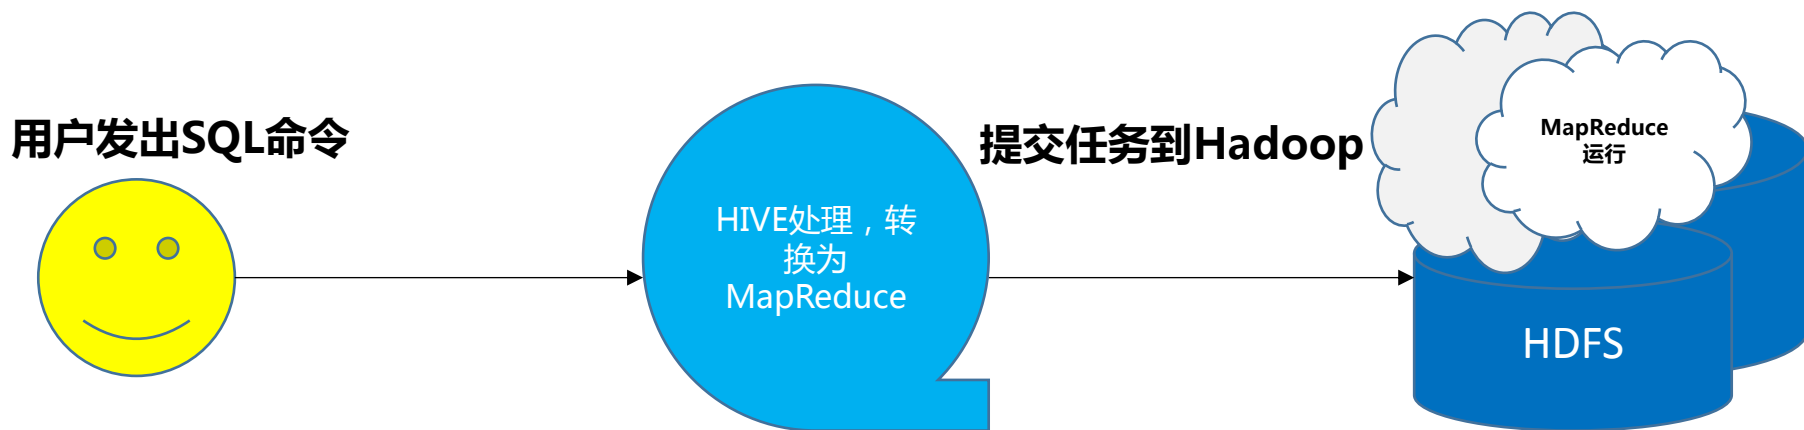 用户发出SQL命令
HIVE处理，转
换为
MapReduce
提交任务到Hadoop
MapReduce
运行
HDFS